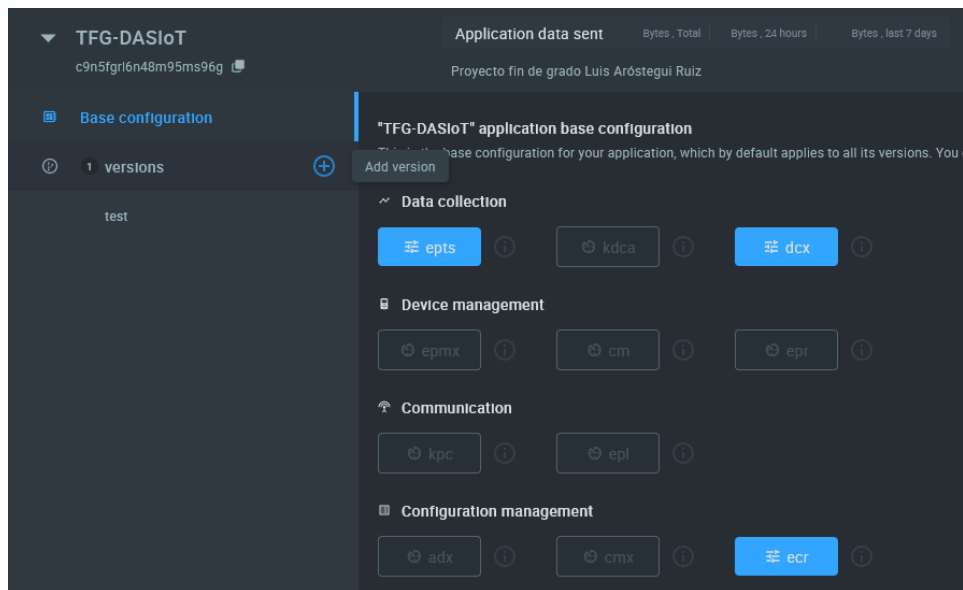 TFG-DASIoT
c9n5fgrl6n48m95ms96g
Application data sent
Bytes , Total
Bytes , 24 hours
Bytes , last 7 days
Proyecto fin de grado Luis Aróstegui Ruiz
Base configuration
1 versions
Add version
test
"TFG-DASIoT" application base configuration
base configuration for your application, which by default applies to all its versions. You
Data collection
epts
kdca
dcx
Device management
epmx
cm
epr
Communication
kpc
epl
Configuration management
adx
cmx
ecr